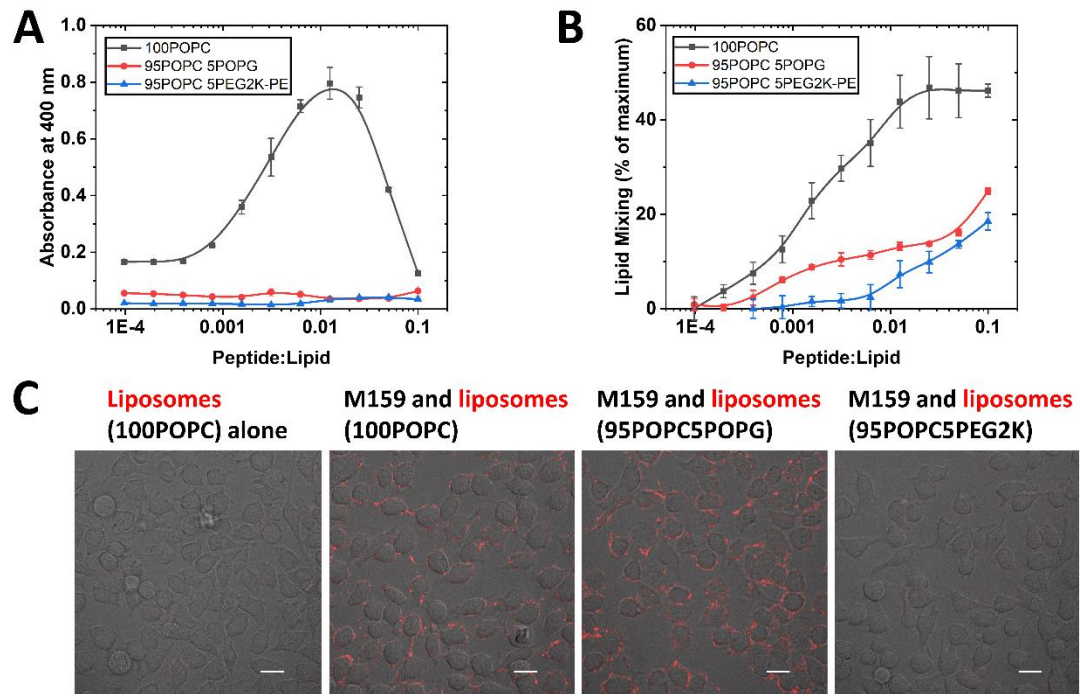 A
1.0
0.8
0.6
0.4
0.2
0.0
Absorbance at 400 nm
100POPC
95POPC 5POPG
95POPC 5PEG2K-PE
1E-4 0.001 0.01 0.1
Peptide:Lipid
B
60
40
20
0
Lipid Mixing (% of maximum)
100POPC
95POPC 5POPG
95POPC 5PEG2K-PE
1E-4 0.001 0.01 0.1
Peptide:Lipid
C
Liposomes
(100POPC) alone
M159 and liposomes
(100POPC)
M159 and liposomes
(95POPC5POPG)
M159 and liposomes
(95POPC5PEG2K)